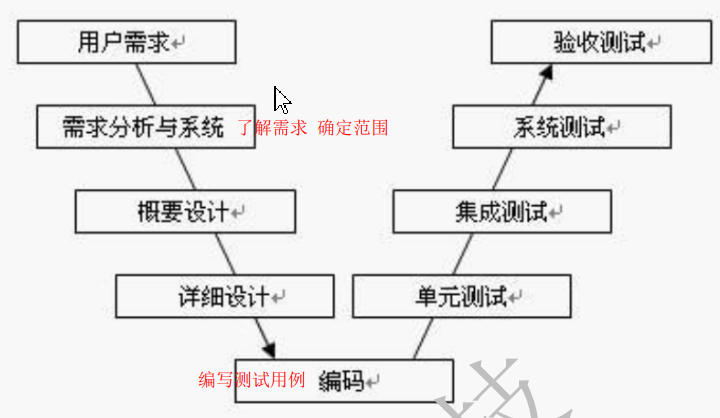 用户需求
验收测试
需求分析与系统
了解需求 确定范围
系统测试
概要设计
集成测试
详细设计
单元测试
编写测试用例
编码
技